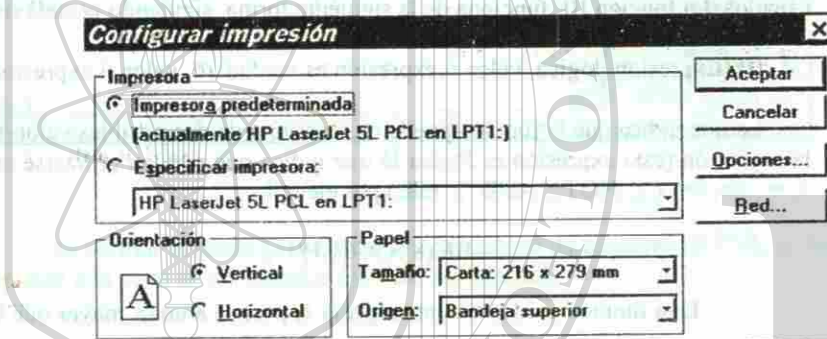 Configurar impresión
Impresora
Impresora predeterminada
(actualmente HP LaserJet 5L PCL en LPT1:)
Especificar impresora:
HP LaserJet 5L PCL en LPT1:
Aceptar
Cancelar
Opciones...
Red...
Orientación
A
Vertical
Horizontal
Papel
Tamaño: Carta: 216 x 279 mm
Origen: Bandeja superior